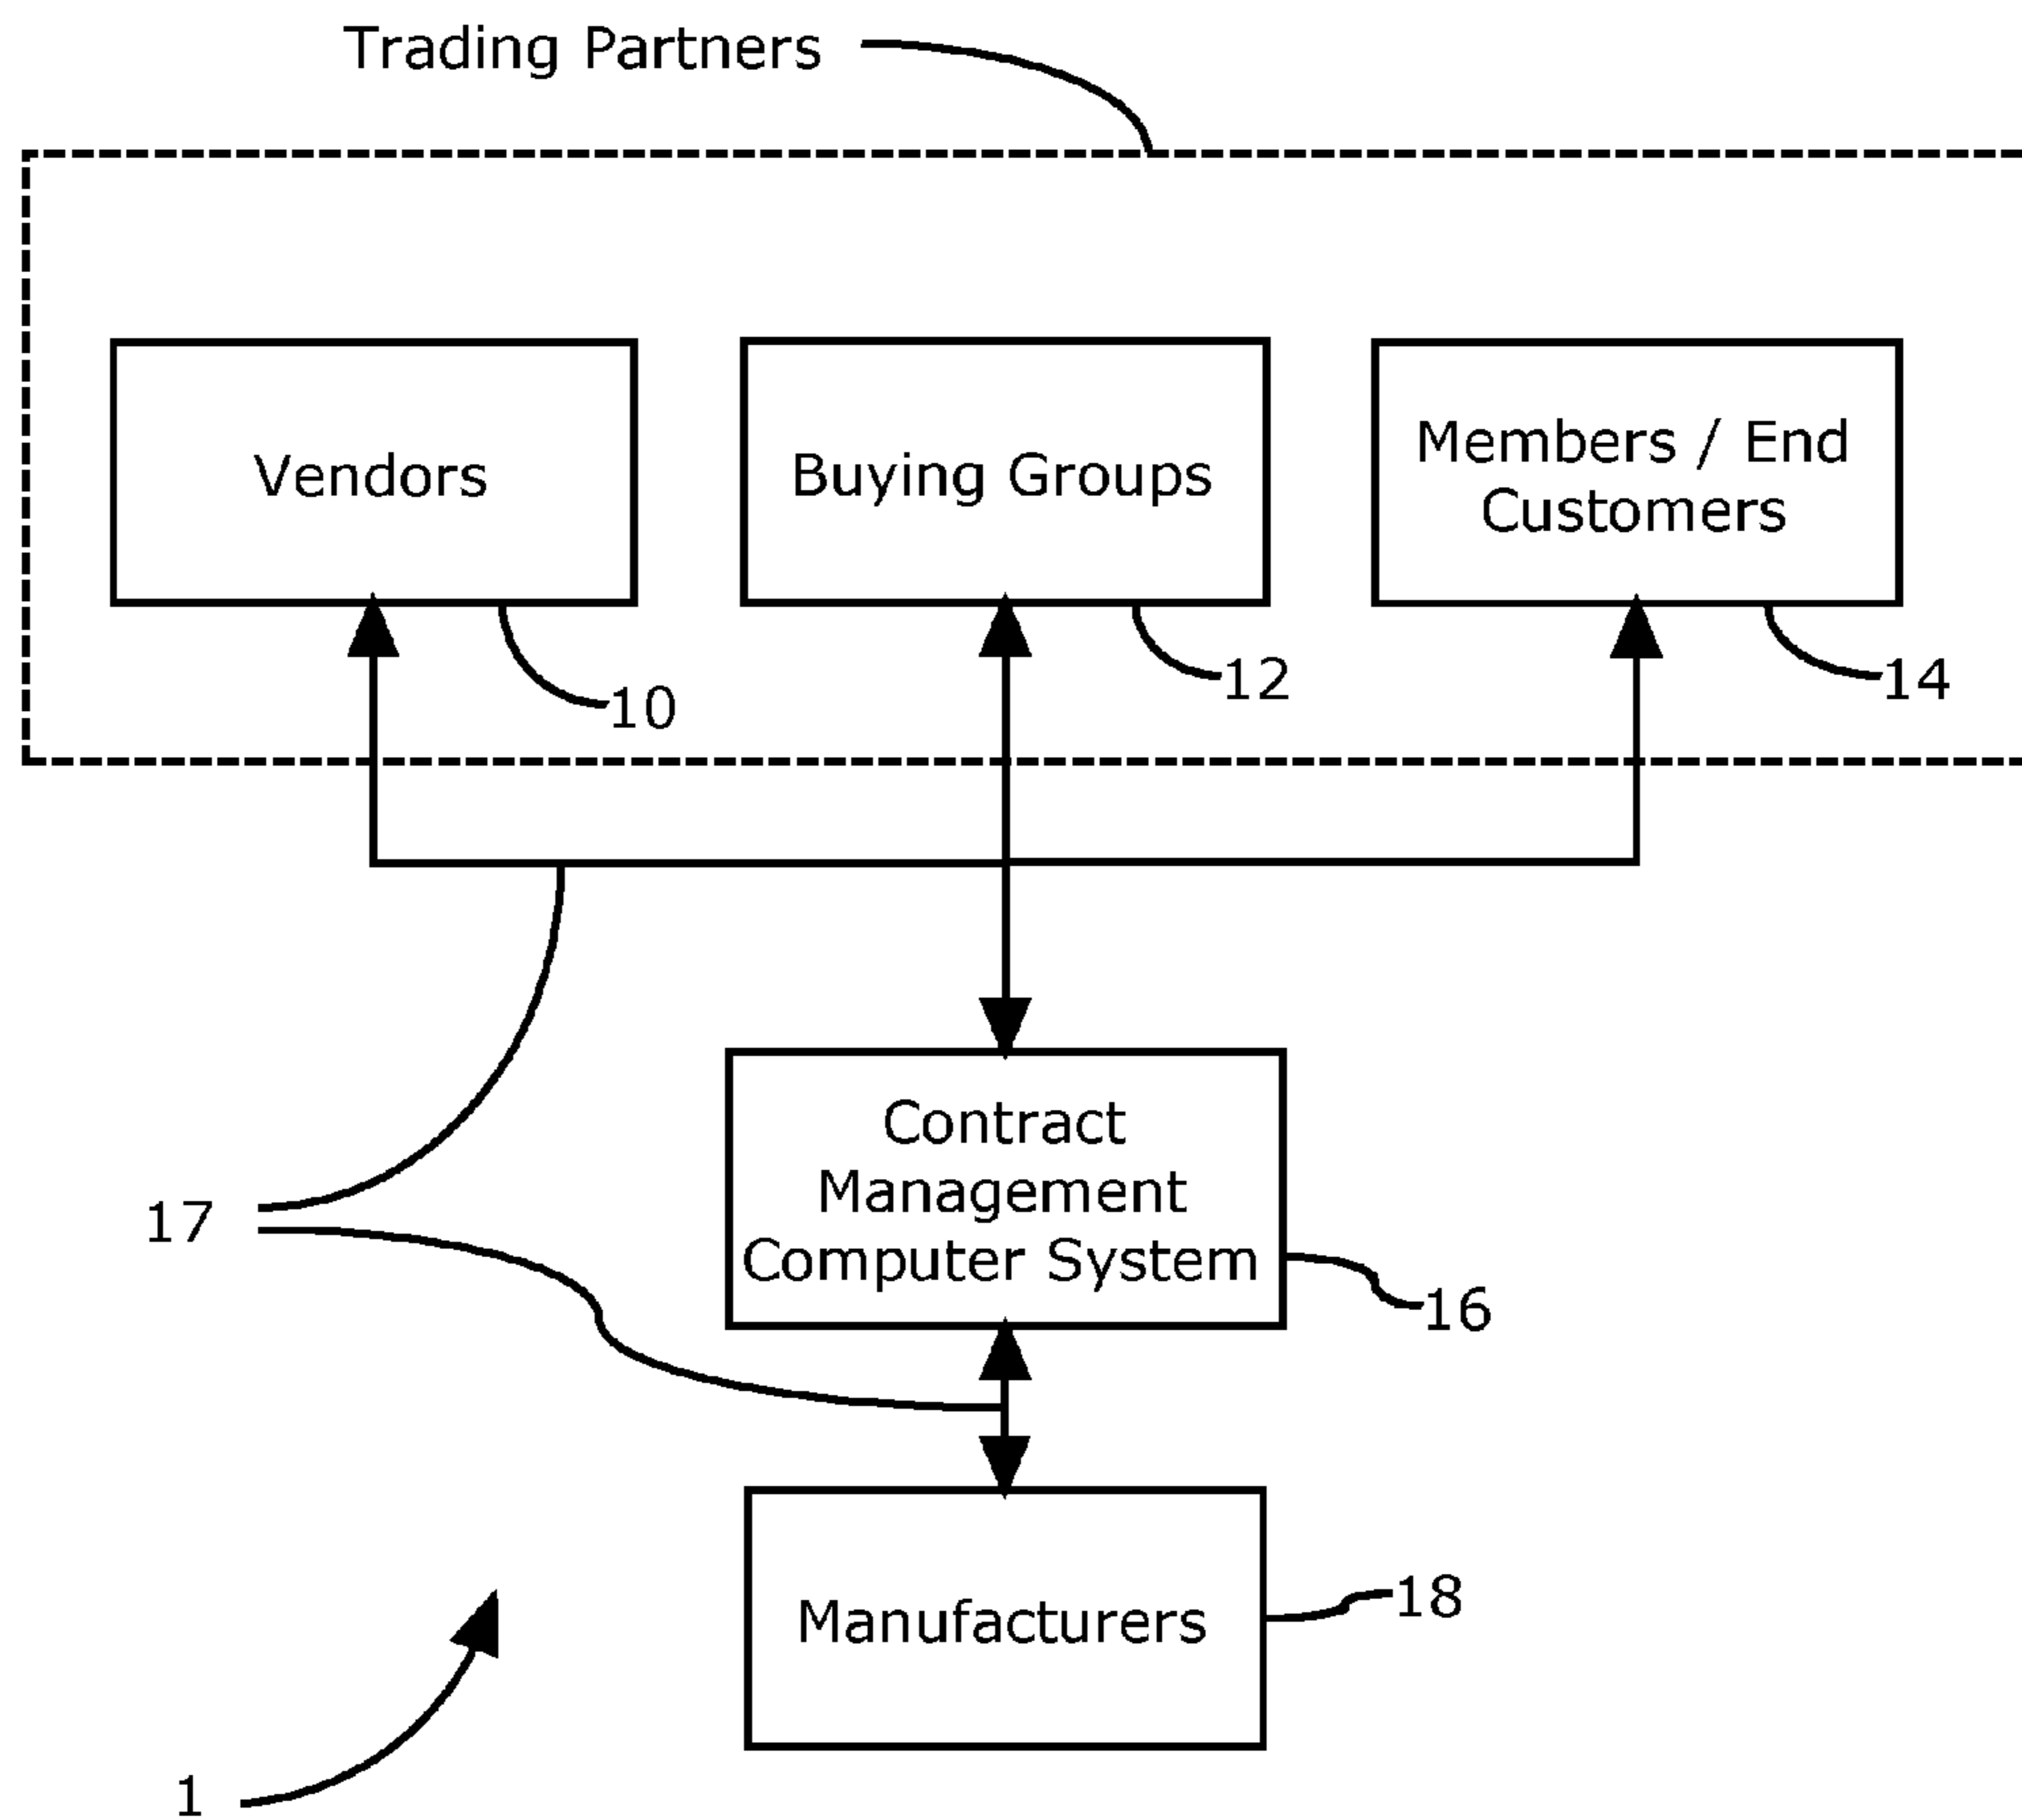 Trading Partners
Vendors
Buying Groups
Members / End
Customers
10
12
14
Contract
Management
Computer System
17
16
Manufacturers
18
1